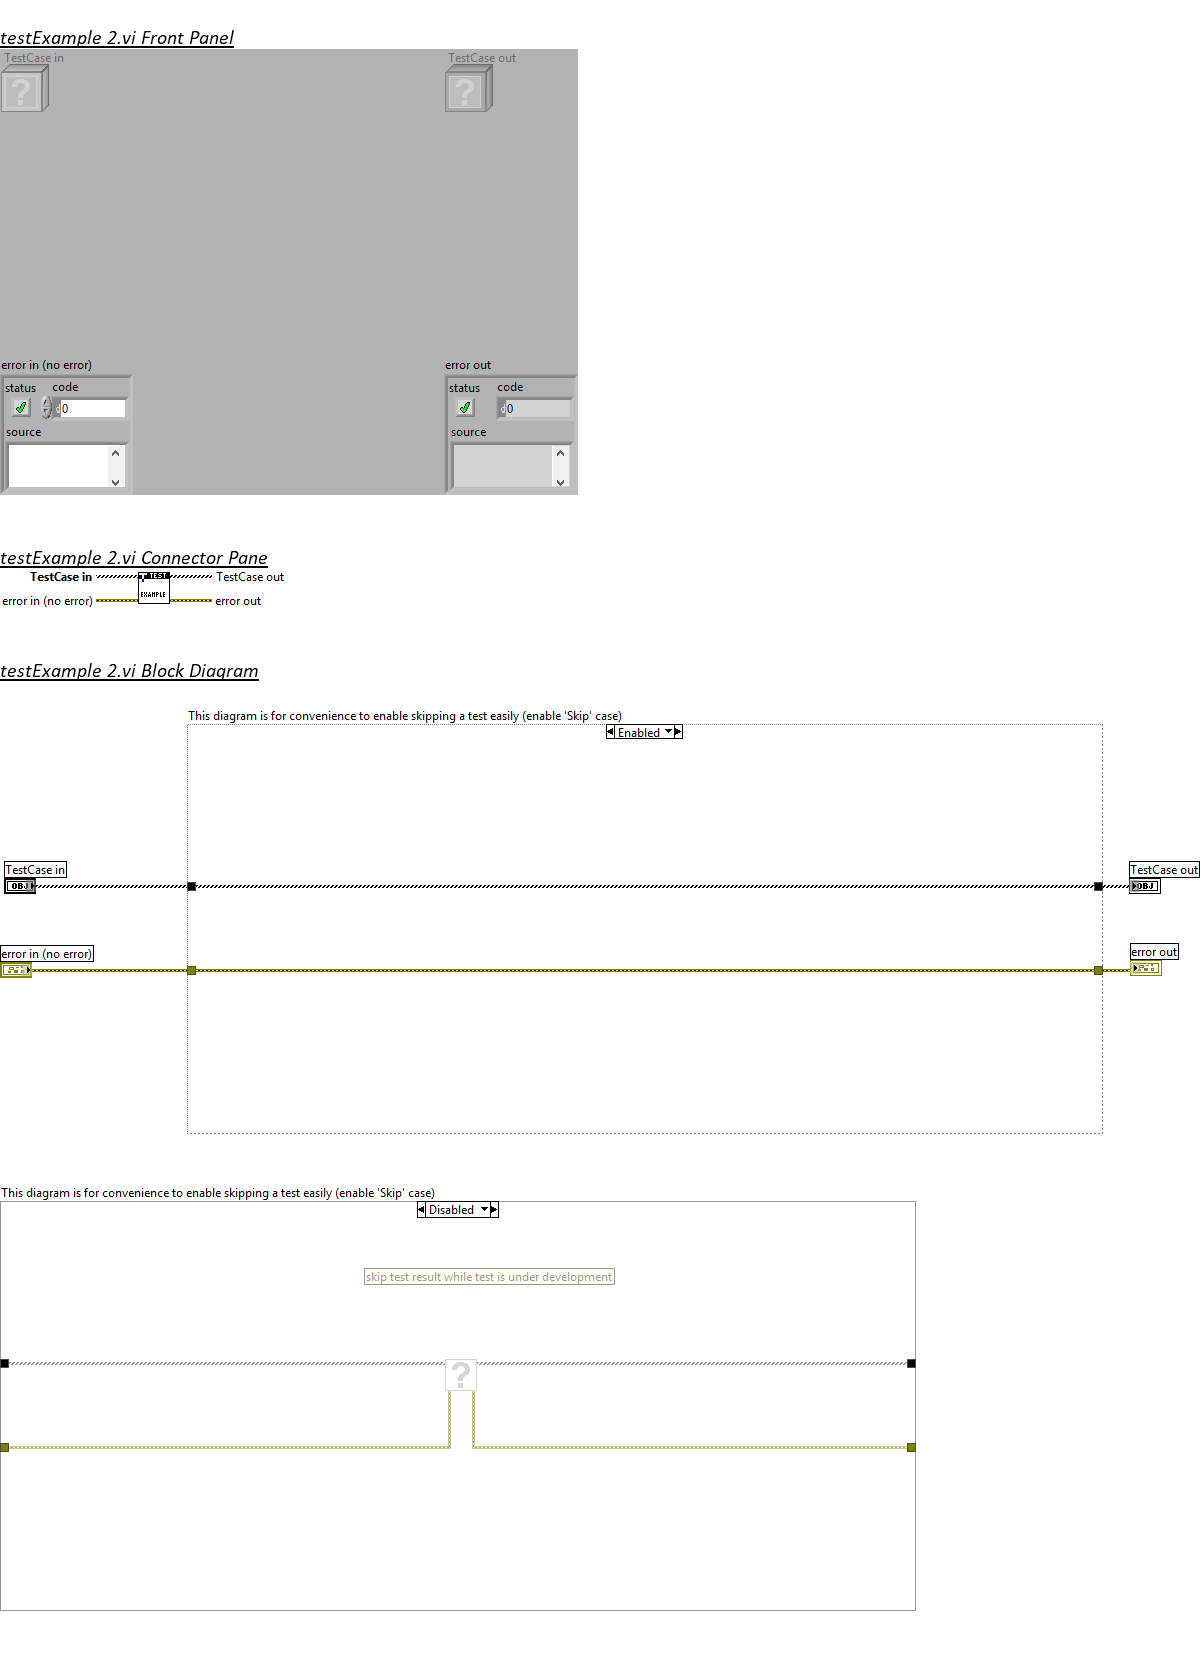 testExample 2.vi Front Panel
TestCase in
TestCase out
?
?
error in (no error)
error out
status
code
status
code
d
0
d
0
source
source
testExample 2.vi Connector Pane
TestCase in
TEST
TestCase out
error in (no error)
EXAMPLE
error out
testExample 2.vi Block Diagram
This diagram is for convenience to enable skipping a test easily (enable 'Skip' case)
Enabled
TestCase in
TestCase out
OBJ
OBJ
error in (no error)
error out
This diagram is for convenience to enable skipping a test easily (enable 'Skip' case)
Disabled
skip test result while test is under development
?